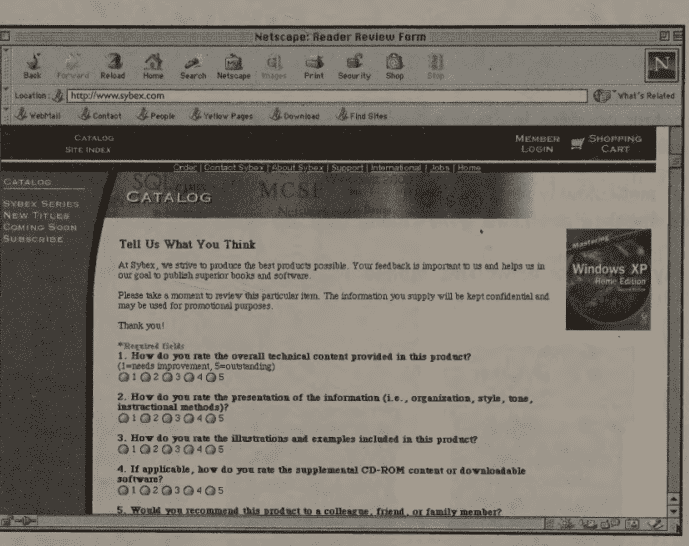 Netscape: Reader Review Form
Back Forward Reload Home Search Netscape Images Print Security Shop Stop
N
Location: http://www.sybex.com What's Related
WebMail Contact People Yellow Pages Download Find Sites
CATALOG
SITE INDEX
MEMBER LOGIN
SHOPPING CART
Order | Contact Sybex | About Sybex | Support | International | Jobs | Home
CATALOG
SYBEX SERIES
NEW TITLES
COMING SOON
SUBSCRIBE
SQL
CATALOG
Tell Us What You Think
At Sybex, we strive to produce the best products possible. Your feedback is important to us and helps us in
our goal to publish superior books and software.
Please take a moment to review this particular item. The information you supply will be kept confidential and
may be used for promotional purposes.
Thank you!
Mastering
Windows XP
Home Edition
*Required fields
1. How do you rate the overall technical content provided in this product?
(1=needs improvement, 5=outstanding)
1 2 3 4 5
2. How do you rate the presentation of the information (i.e., organization, style, tone,
instructional methods)?
1 2 3 4 5
3. How do you rate the illustrations and examples included in this product?
1 2 3 4 5
4. If applicable, how do you rate the supplemental CD-ROM content or downloadable
software?
1 2 3 4 5
5. Would you recommend this product to a colleague, friend, or family member?